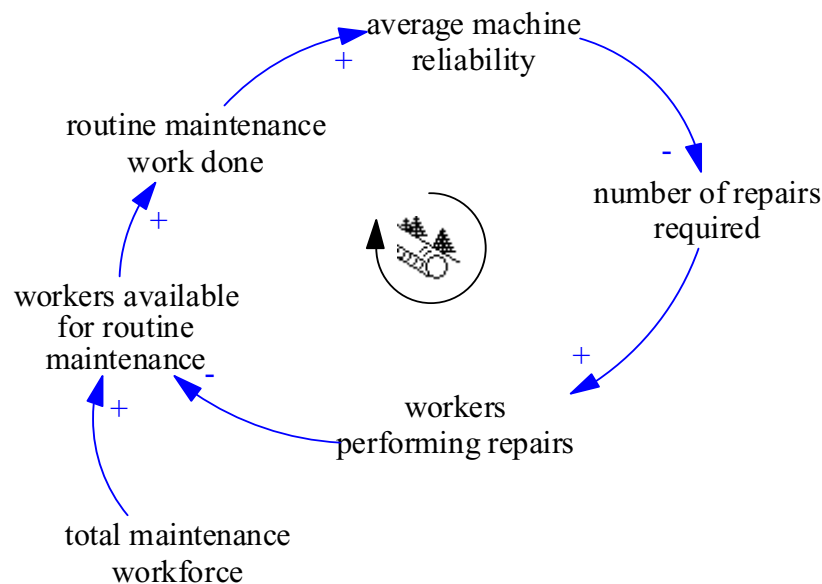 average machine
reliability
+
routine maintenance
work done
-
number of repairs
required
+
workers available
for routine
maintenance
-
+
+
workers
performing repairs
total maintenance
workforce